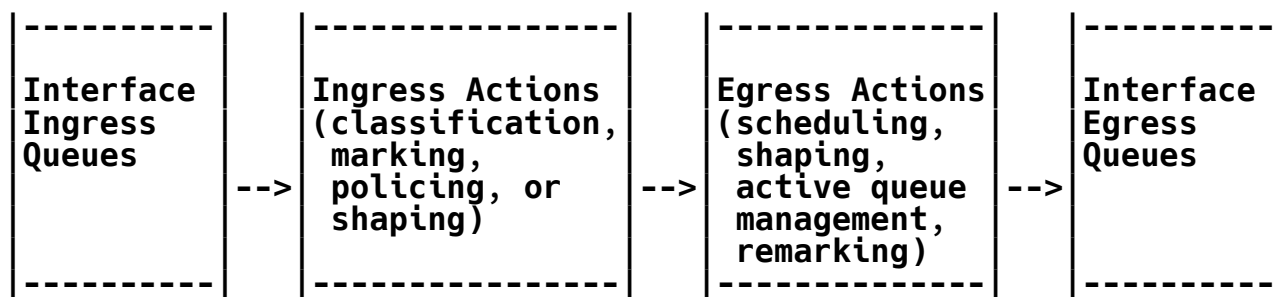 |----------|   |----------------|   |--------------|   |----------
|          |   |                |   |              |   |
|Interface |   |Ingress Actions |   |Egress Actions|   |Interface
|Ingress   |   |(classification,|   |(scheduling,  |   |Egress
|Queues    |   | marking,       |   | shaping,     |   |Queues
|          |-->| policing, or   |-->| active queue |-->|
|          |   | shaping)       |   | management,  |   |
|          |   |                |   | remarking)   |   |
|----------|   |----------------|   |--------------|   |----------